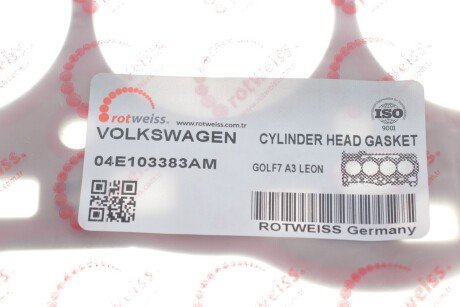 rotweiss.
www.rotweiss.com.tr
VOLKSWAGEN
04E103383AM
ISO
9001
CYLINDER HEAD GASKET
GOLF7 A3 LEON
ROTWEISS Germany